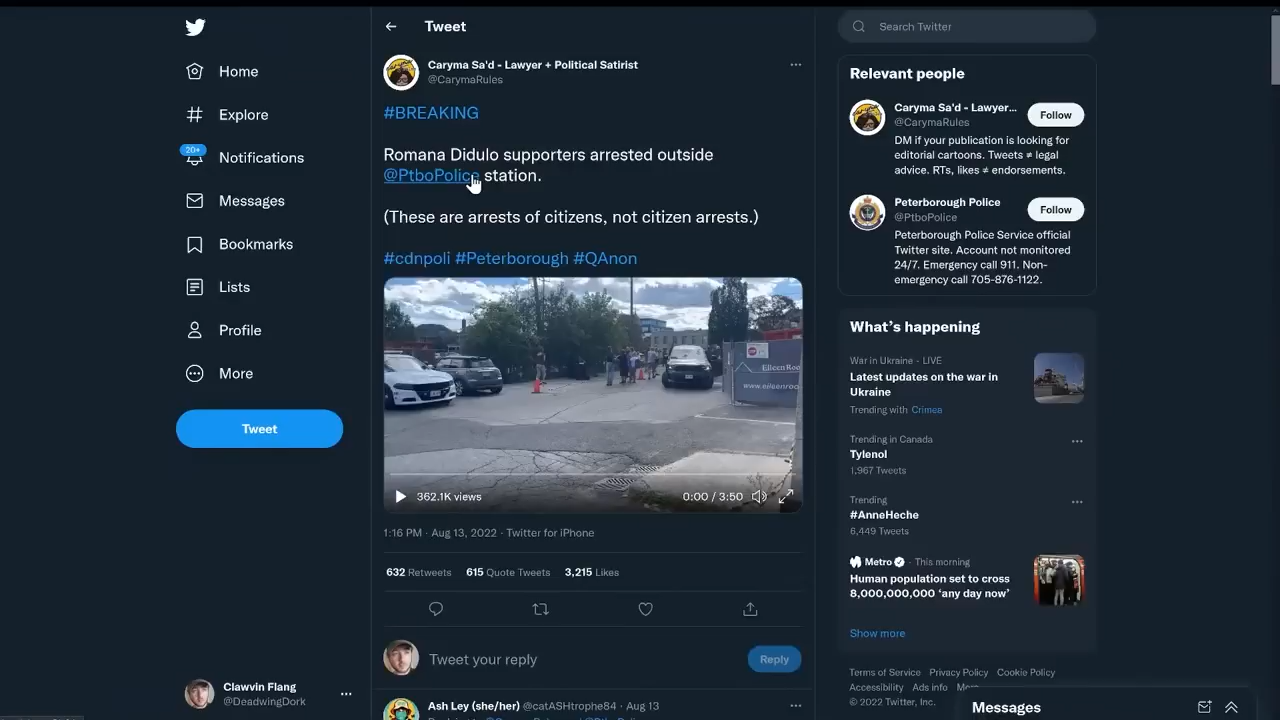 Home
Explore
20+
Notifications
Messages
Bookmarks
Lists
Profile
More
Tweet
Clawvin Flang
@DeadwingDork
Tweet
Caryma Sa'd - Lawyer + Political Satirist
@CarymaRules
#BREAKING
Romana Didulo supporters arrested outside
@PtboPolice station.
(These are arrests of citizens, not citizen arrests.)
#cdnpoli #Peterborough #QAnon
Eileen Roo
www.eilenroo
362.1K views
0:00 / 3:50
1:16 PM · Aug 13, 2022 · Twitter for iPhone
632 Retweets 615 Quote Tweets 3,215 Likes
Tweet your reply
Reply
Ash Ley (she/her) @catASHtrophe84 · Aug 13
Search Twitter
Relevant people
Caryma Sa'd - Lawyer...
@CarymaRules
Follow
DM if your publication is looking for
editorial cartoons. Tweets ≠ legal
advice. RTs, likes ≠ endorsements.
Peterborough Police
@PtboPolice
Follow
Peterborough Police Service official
Twitter site. Account not monitored
24/7. Emergency call 911. Non-
emergency call 705-876-1122.
What's happening
War in Ukraine · LIVE
Latest updates on the war in
Ukraine
Trending with Crimea
Trending in Canada
Tylenol
1,967 Tweets
Trending
#AnneHeche
6,449 Tweets
Metro · This morning
Human population set to cross
8,000,000,000 ‘any day now’
Show more
Terms of Service Privacy Policy Cookie Policy
Accessibility Ads info More
© 2022 Twitter, Inc.
Messages